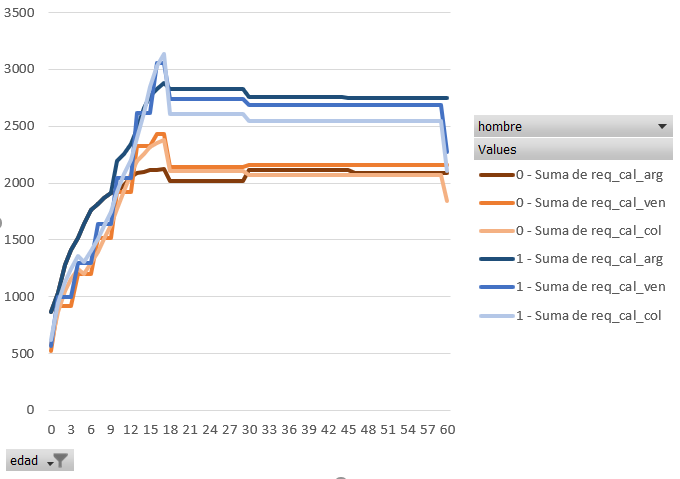 3500
3000
2500
2000
1500
1000
500
0
0 3 6 9 12 15 18 21 24 27 30 33 36 39 42 45 48 51 54 57 60
edad
hombre
Values
0 - Suma de req_cal_arg
0 - Suma de req_cal_ven
0 - Suma de req_cal_col
1 - Suma de req_cal_arg
1 - Suma de req_cal_ven
1 - Suma de req_cal_col